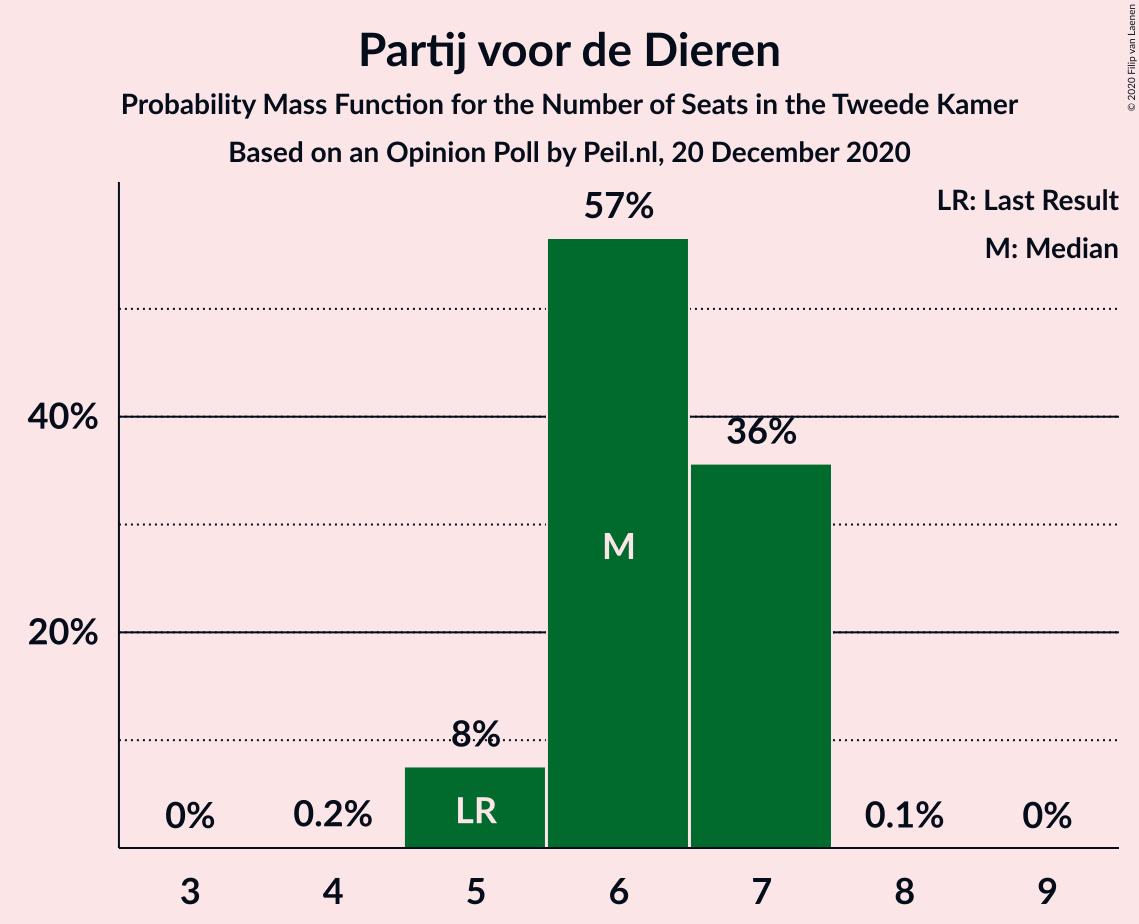 Partij voor de Dieren
Probability Mass Function for the Number of Seats in the Tweede Kamer
Based on an Opinion Poll by Peil.nl, 20 December 2020
© 2020 Filip van Laenen
LR: Last Result
M: Median
57%
40%
36%
M
20%
8%
0%
0.2%
LR
0.1%
0%
3 4 5 6 7 8 9